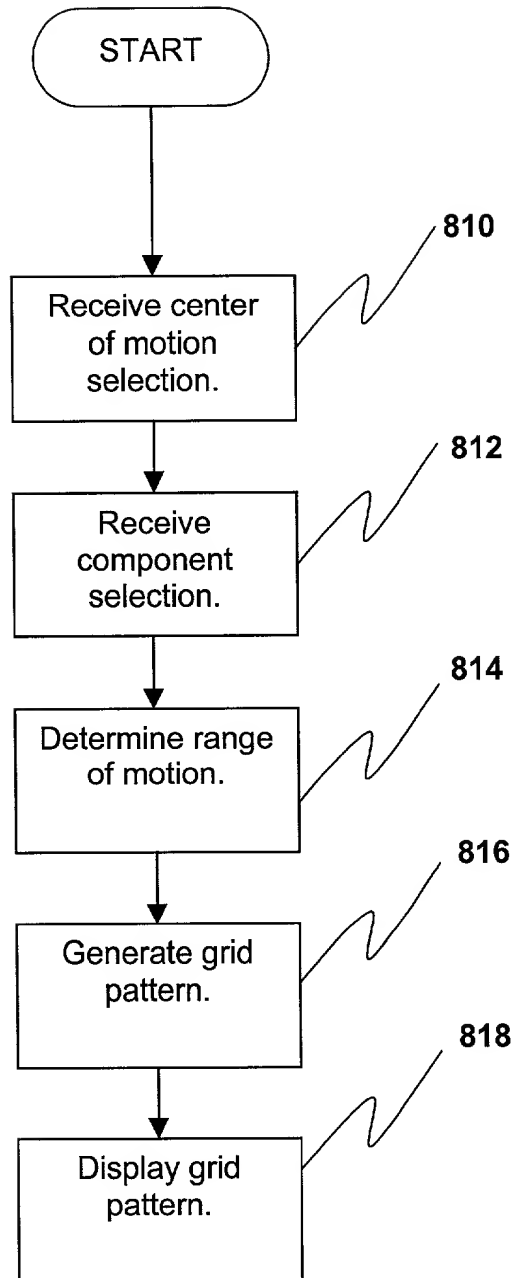 START
810
Receive center
of motion
selection.
812
Receive
component
selection.
814
Determine range
of motion.
816
Generate grid
pattern.
818
Display grid
pattern.